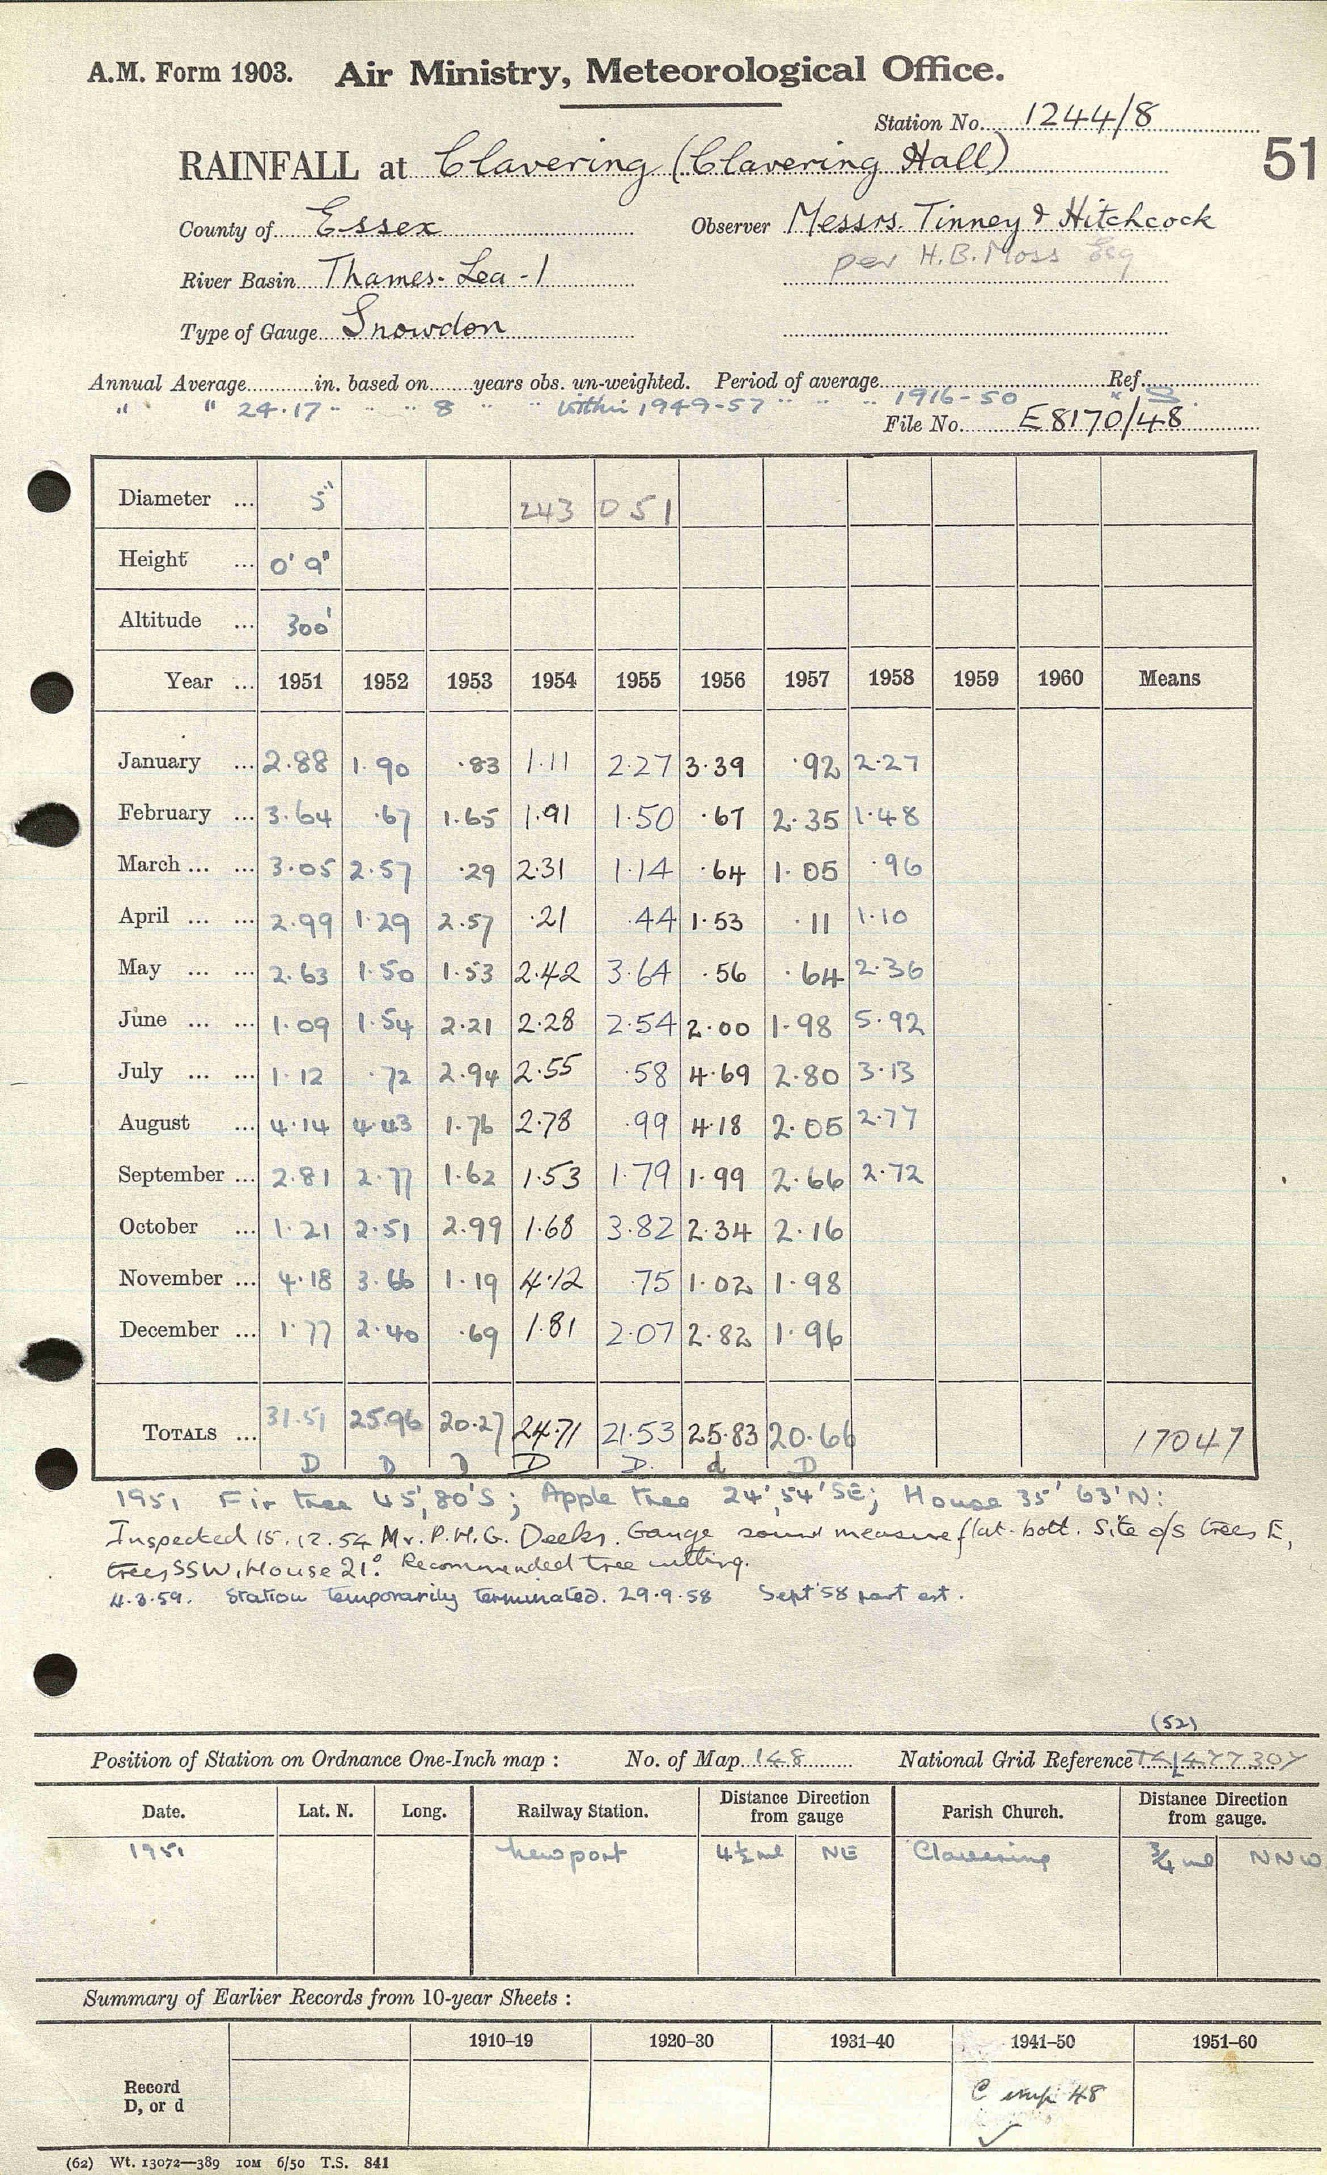 A.M. Form 1903. Air Ministry, Meteorological Office.
Station No. 1244/8
RAINFALL at Clavering (Clavering Hall)
51
County of Essex Observer Messrs. Tinney & Hitchcock
River Basin Thames-Lea-1 per H.B. Moss Esq
Type of Gauge Snowdon
Annual Average in. based on years obs. un-weighted. Period of average Ref.
" " 24.17 " " " 8 " " within 1949-57 " " " 1916-50 " S.
File No. E8170/48
Diameter ... 5" 243 051
Height ... 0' 9"
Altitude ... 300'
Year ... 1951 1952 1953 1954 1955 1956 1957 1958 1959 1960 Means
January ... 2.88 1.90 .83 1.11 2.27 3.39 .92 2.27
February ... 3.64 .67 1.65 1.91 1.50 .67 2.35 1.48
March ... ... 3.05 2.57 .29 2.31 1.14 .64 1.05 .96
April ... ... 2.99 1.29 2.57 .21 .44 1.53 .11 1.10
May ... ... 2.63 1.50 1.53 2.42 3.64 .56 .64 2.36
June ... ... 1.09 1.54 2.21 2.28 2.54 2.00 1.98 5.92
July ... ... 1.12 .72 2.94 2.55 .58 4.69 2.80 3.13
August ... 4.14 4.43 1.76 2.78 .99 4.18 2.05 2.77
September ... 2.81 2.77 1.62 1.53 1.79 1.99 2.66 2.72
October ... 1.21 2.51 2.99 1.68 3.82 2.34 2.16
November ... 4.18 3.66 1.19 4.12 .75 1.02 1.98
December ... 1.77 2.40 .69 1.81 2.07 2.82 1.96
TOTALS ... 31.51 25.96 20.27 24.71 21.53 25.83 20.66 17047
D D D D D. d D
1951 Fir tree 45', 80'S; Apple tree 24', 54'SE; House 35' 63'N:
Inspected 15.12.54 Mr. P.H.G. Deeks. Gauge sound measure flat-bott. Site o/s trees E,
trees SSW, House 21°. Recommended tree cutting.
4.3.59. Station temporarily terminated. 29.9.58 Sept '58 part est.
(52)
Position of Station on Ordnance One-Inch map : No. of Map 148 National Grid Reference
Date. Lat. N. Long. Railway Station. Distance from gauge Direction Parish Church. Distance Direction from gauge.
1951 Newport 4½ ml NE Clavering ¾ ml NNW
Summary of Earlier Records from 10-year Sheets :
1910–19 1920–30 1931–40 1941–50 1951–60
Record
D, or d
C 48
(62) Wt. 13072—389 10M 6/50 T.S. 841